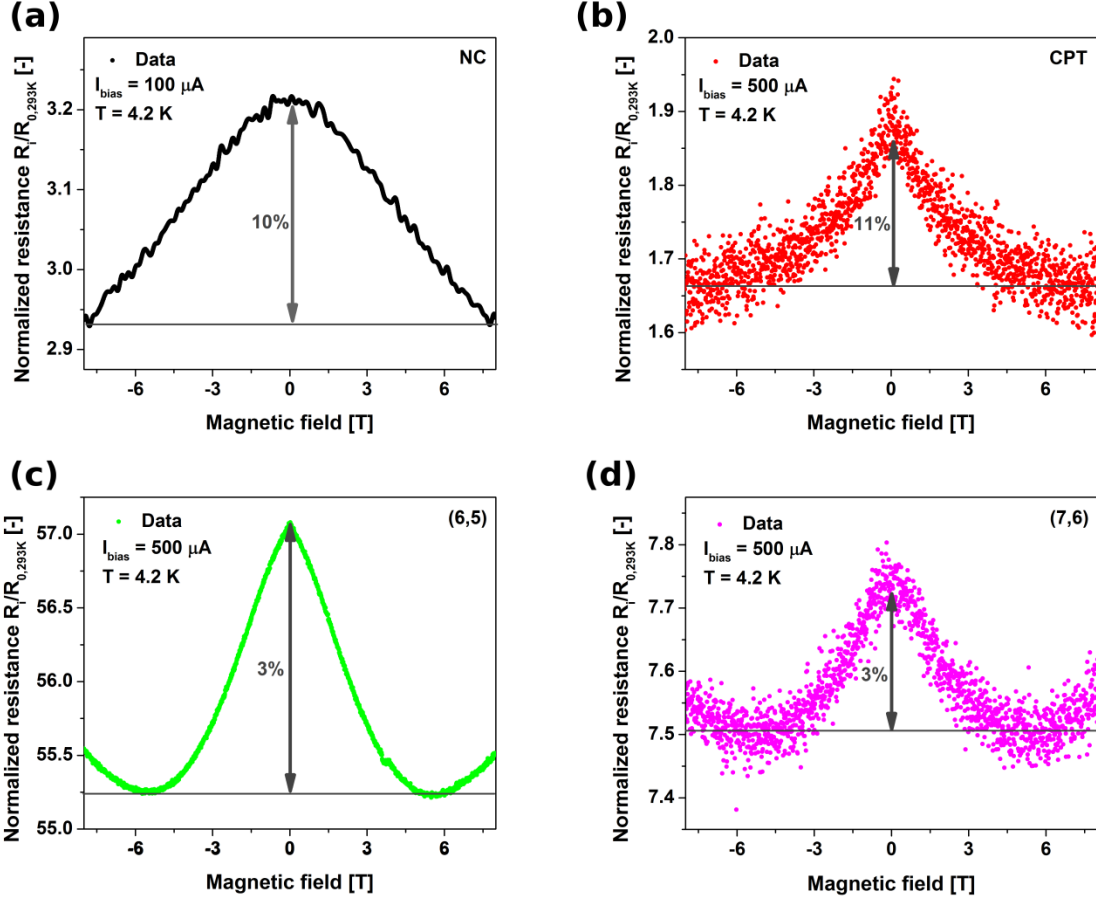 (a)
Normalized resistance Ri/R0,293K [-]
Data
NC
Ibias = 100 μA
T = 4.2 K
3.2
3.1
3.0
2.9
10%
-6 -3 0 3 6
Magnetic field [T]
(b)
Normalized resistance Ri/R0,293K [-]
Data
CPT
Ibias = 500 μA
T = 4.2 K
2.0
1.9
1.8
1.7
1.6
11%
-6 -3 0 3 6
Magnetic field [T]
(c)
Normalized resistance Ri/R0,293K [-]
Data
(6,5)
Ibias = 500 μA
T = 4.2 K
57.0
56.5
56.0
55.5
55.0
3%
-6 -3 0 3 6
Magnetic field [T]
(d)
Normalized resistance Ri/R0,293K [-]
Data
(7,6)
Ibias = 500 μA
T = 4.2 K
7.8
7.7
7.6
7.5
7.4
3%
-6 -3 0 3 6
Magnetic field [T]